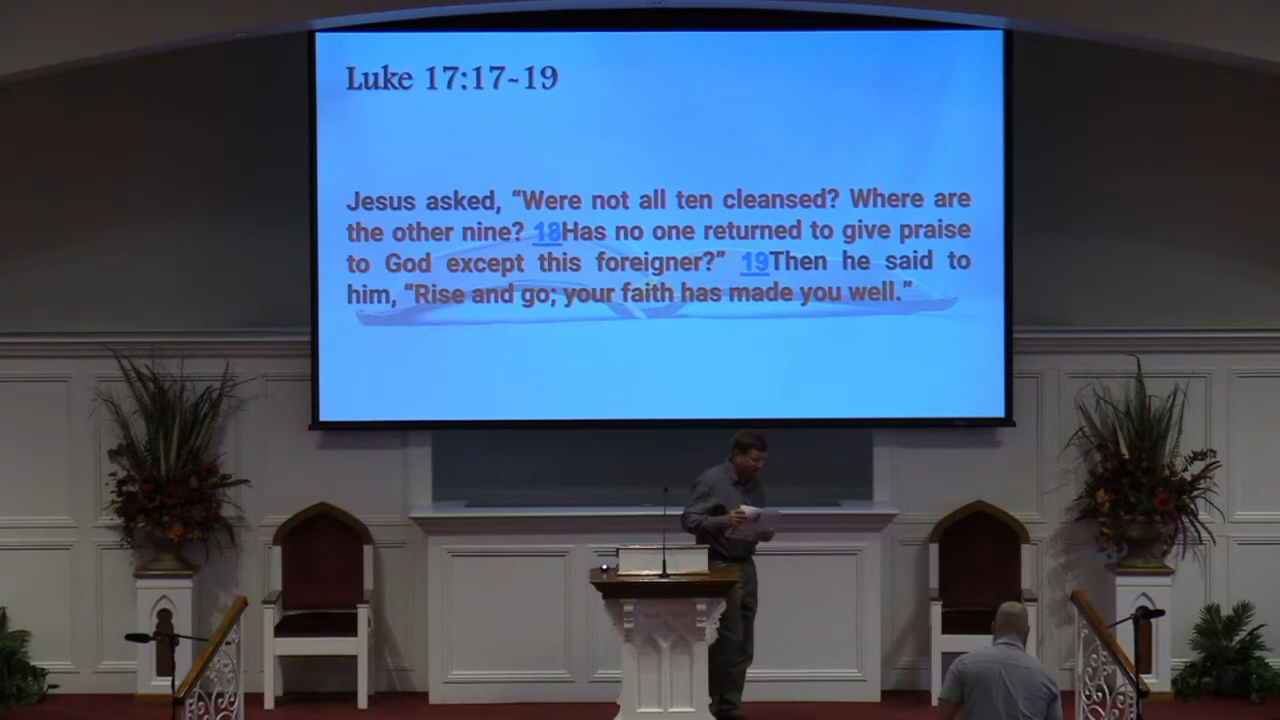 Luke 17:17-19
Jesus asked, “Were not all ten cleansed? Where are
the other nine? 18Has no one returned to give praise
to God except this foreigner?” 19Then he said to
him, “Rise and go; your faith has made you well.”